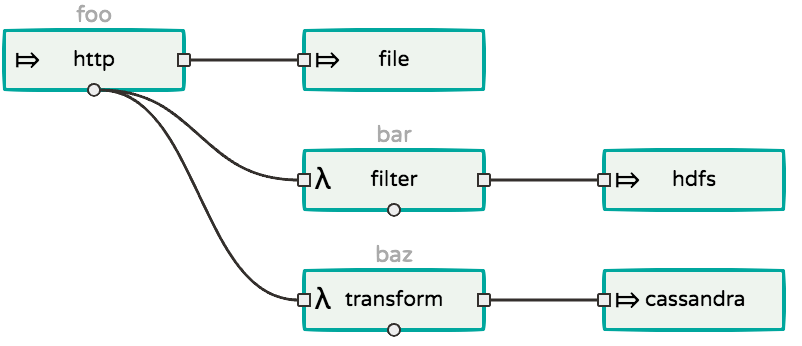 foo
http
file
bar
λ filter
hdfs
baz
λ transform
cassandra